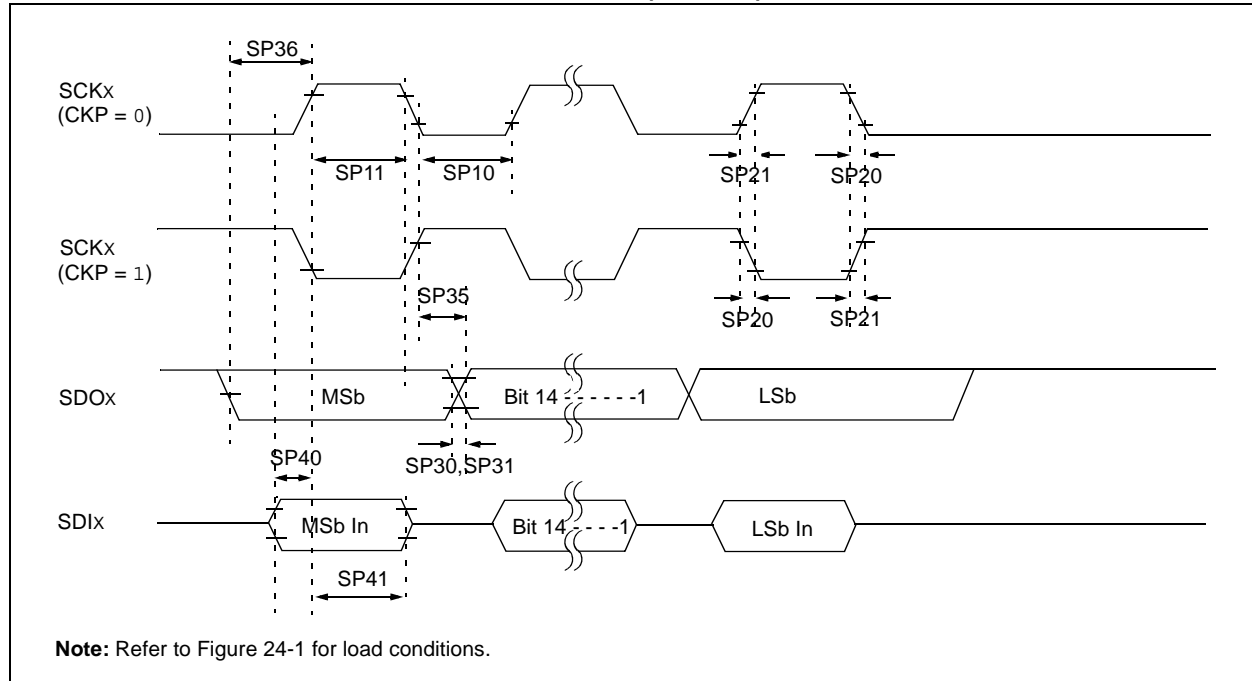 SP36
SCKx
(CKP = 0)
SP11
SP10
SP21
SP20
SCKx
(CKP = 1)
SP35
SP20
SP21
SDOx
MSb
Bit 14 - - - - - -1
LSb
SP40
SP30,SP31
SDIx
MSb In
Bit 14 - - - -1
LSb In
SP41
Note: Refer to Figure 24-1 for load conditions.